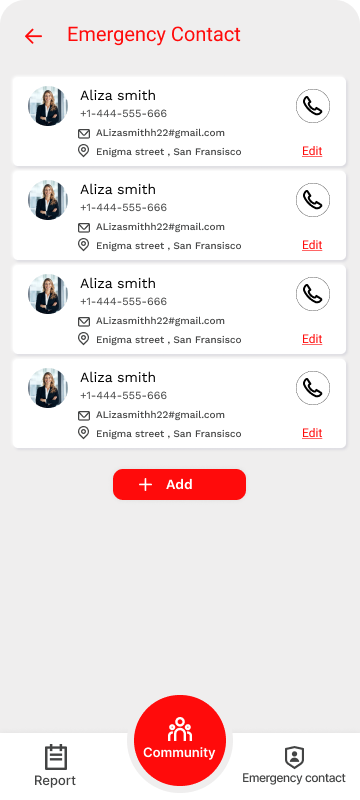 Emergency Contact
Aliza smith
+1-444-555-666
ALizasmithh22#gmail.com
Enigma street , San Fransisco
Edit
Aliza smith
+1-444-555-666
ALizasmithh22#gmail.com
Enigma street , San Fransisco
Edit
Aliza smith
+1-444-555-666
ALizasmithh22#gmail.com
Enigma street , San Fransisco
Edit
Aliza smith
+1-444-555-666
ALizasmithh22#gmail.com
Enigma street , San Fransisco
Edit
Add
Report
Community
Emergency contact